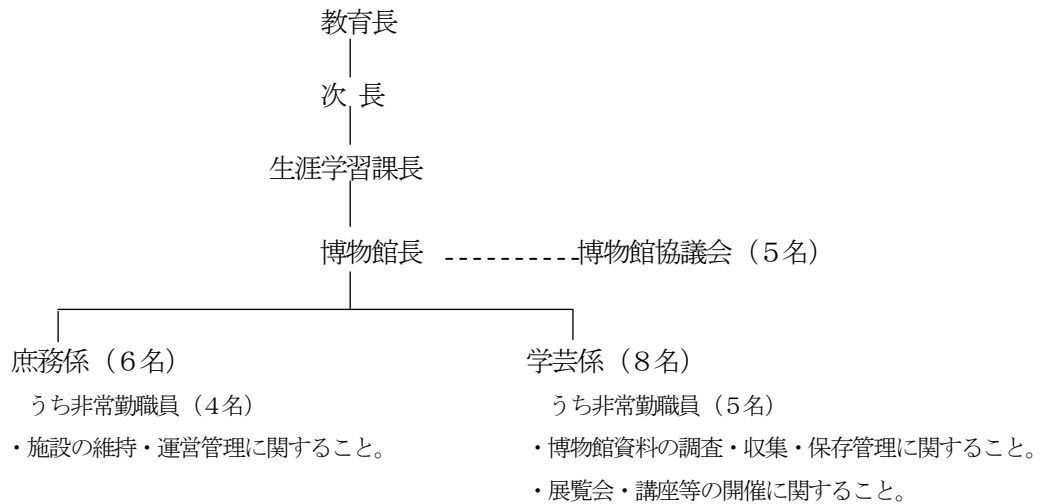 教育長
次 長
生涯学習課長
博物館長 ----------博物館協議会(5名)
庶務係(6名)
うち非常勤職員(4名)
・施設の維持・運営管理に関すること。
学芸係(8名)
うち非常勤職員(5名)
・博物館資料の調査・収集・保存管理に関すること。
・展覧会・講座等の開催に関すること。